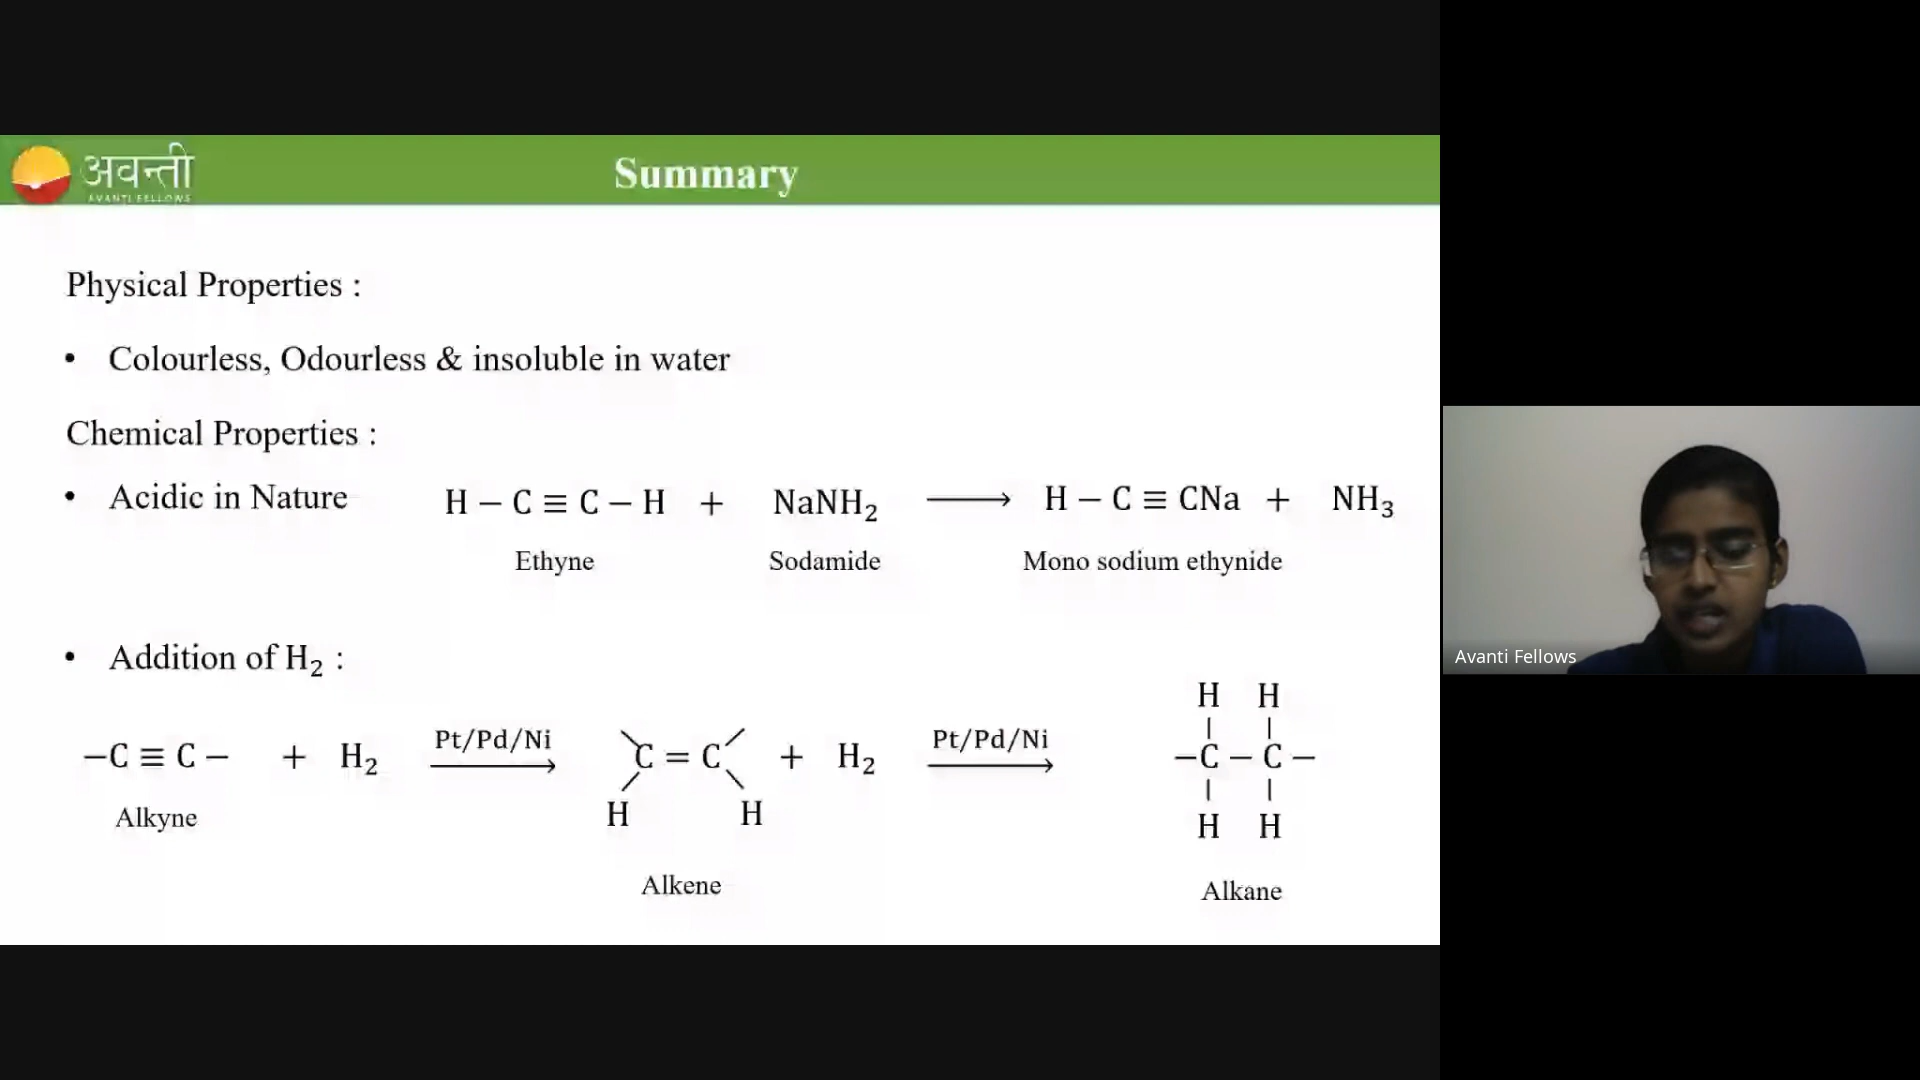 अवन्ती
AVANTI FELLOWS
Summary
Physical Properties :
• Colourless, Odourless & insoluble in water
Chemical Properties :
• Acidic in Nature H – C ≡ C – H + NaNH₂ ⟶ H – C ≡ CNa + NH₃
Ethyne Sodamide Mono sodium ethynide
• Addition of H₂ :
H H
Pt/Pd/Ni Pt/Pd/Ni
–C ≡ C – + H₂ ⟶ C = C + H₂ ⟶ –C – C –
H H H H
Alkyne
Alkene Alkane
Avanti Fellows